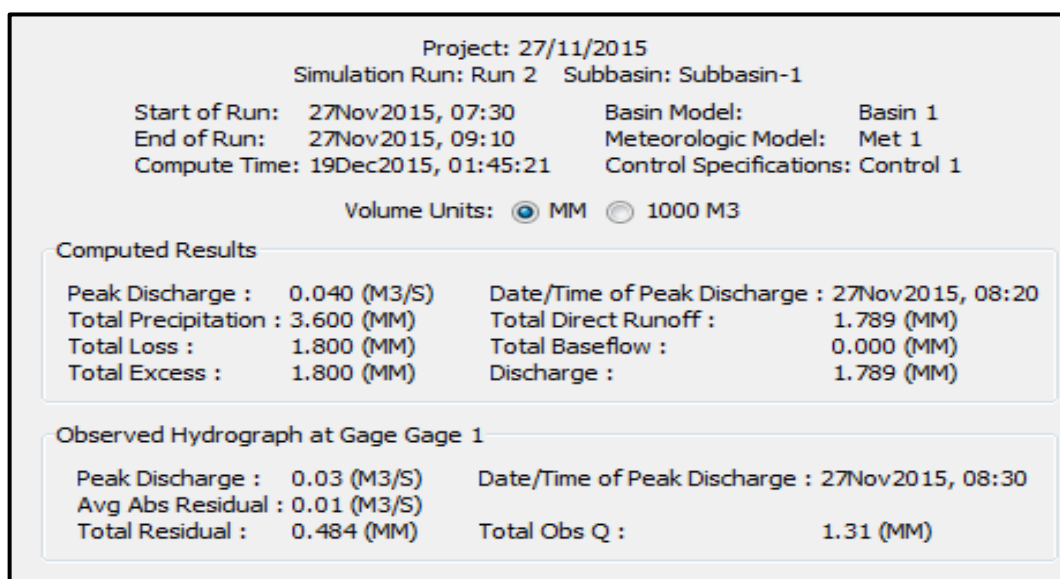 Project: 27/11/2015
Simulation Run: Run 2 Subbasin: Subbasin-1
Start of Run: 27Nov2015, 07:30 Basin Model: Basin 1
End of Run: 27Nov2015, 09:10 Meteorologic Model: Met 1
Compute Time: 19Dec2015, 01:45:21 Control Specifications: Control 1
Volume Units: MM 1000 M3
Computed Results
Peak Discharge : 0.040 (M3/S) Date/Time of Peak Discharge : 27Nov2015, 08:20
Total Precipitation : 3.600 (MM) Total Direct Runoff : 1.789 (MM)
Total Loss : 1.800 (MM) Total Baseflow : 0.000 (MM)
Total Excess : 1.800 (MM) Discharge : 1.789 (MM)
Observed Hydrograph at Gage Gage 1
Peak Discharge : 0.03 (M3/S) Date/Time of Peak Discharge : 27Nov2015, 08:30
Avg Abs Residual : 0.01 (M3/S)
Total Residual : 0.484 (MM) Total Obs Q : 1.31 (MM)